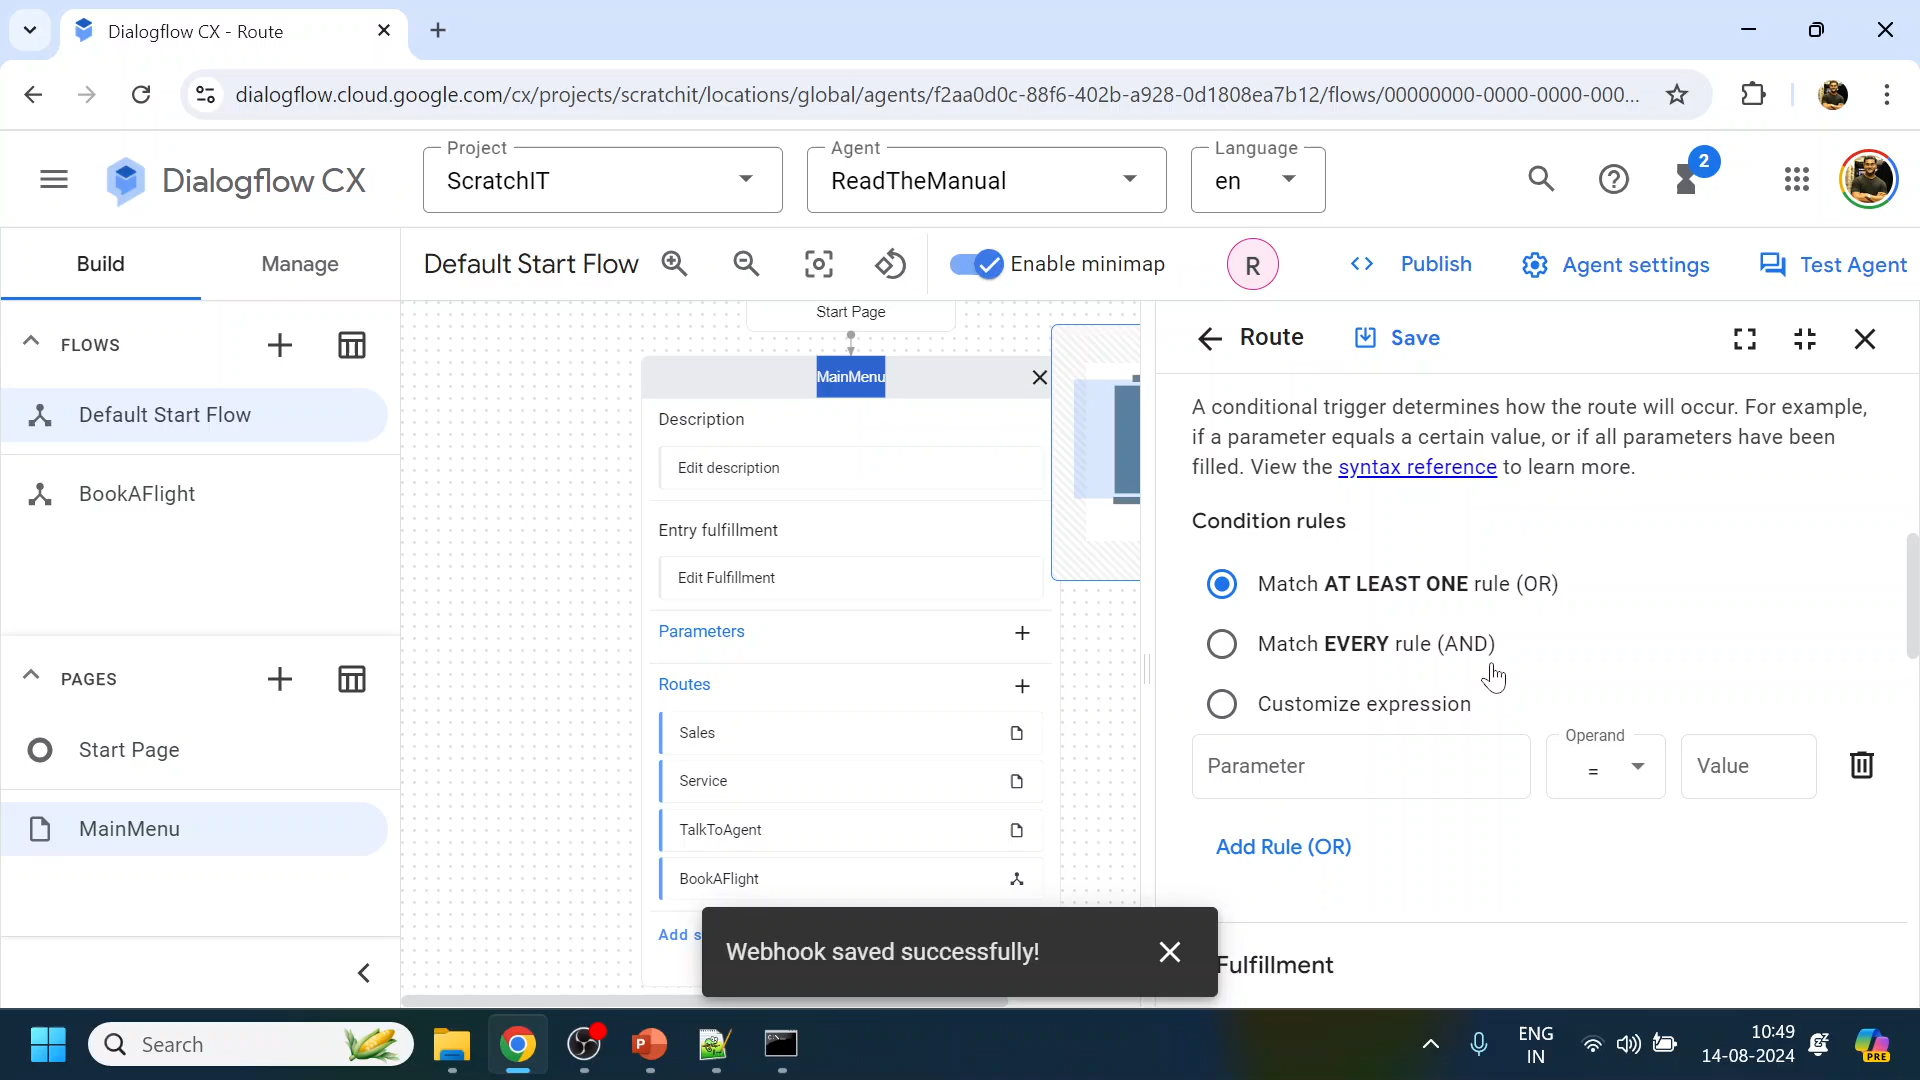 Dialogflow CX - Route
dialogflow.cloud.google.com/cx/projects/scratchit/locations/global/agents/f2aa0d0c-88f6-402b-a928-0d1808ea7b12/flows/00000000-0000-0000-000...
Dialogflow CX
Project
ScratchIT
Agent
ReadTheManual
Language
en
2
Build
Manage
Default Start Flow
Enable minimap
R
Publish
Agent settings
Test Agent
FLOWS
Default Start Flow
BookAFlight
PAGES
Start Page
MainMenu
Start Page
MainMenu
Description
Edit description
Entry fulfillment
Edit Fulfillment
Parameters
Routes
Sales
Service
TalkToAgent
BookAFlight
Add s
Webhook saved successfully!
Route
Save
A conditional trigger determines how the route will occur. For example,
if a parameter equals a certain value, or if all parameters have been
filled. View the syntax reference to learn more.
Condition rules
Match AT LEAST ONE rule (OR)
Match EVERY rule (AND)
Customize expression
Parameter
Operand
=
Value
Add Rule (OR)
Fulfillment
Search
P
PRE
ENG
IN
10:49
14-08-2024